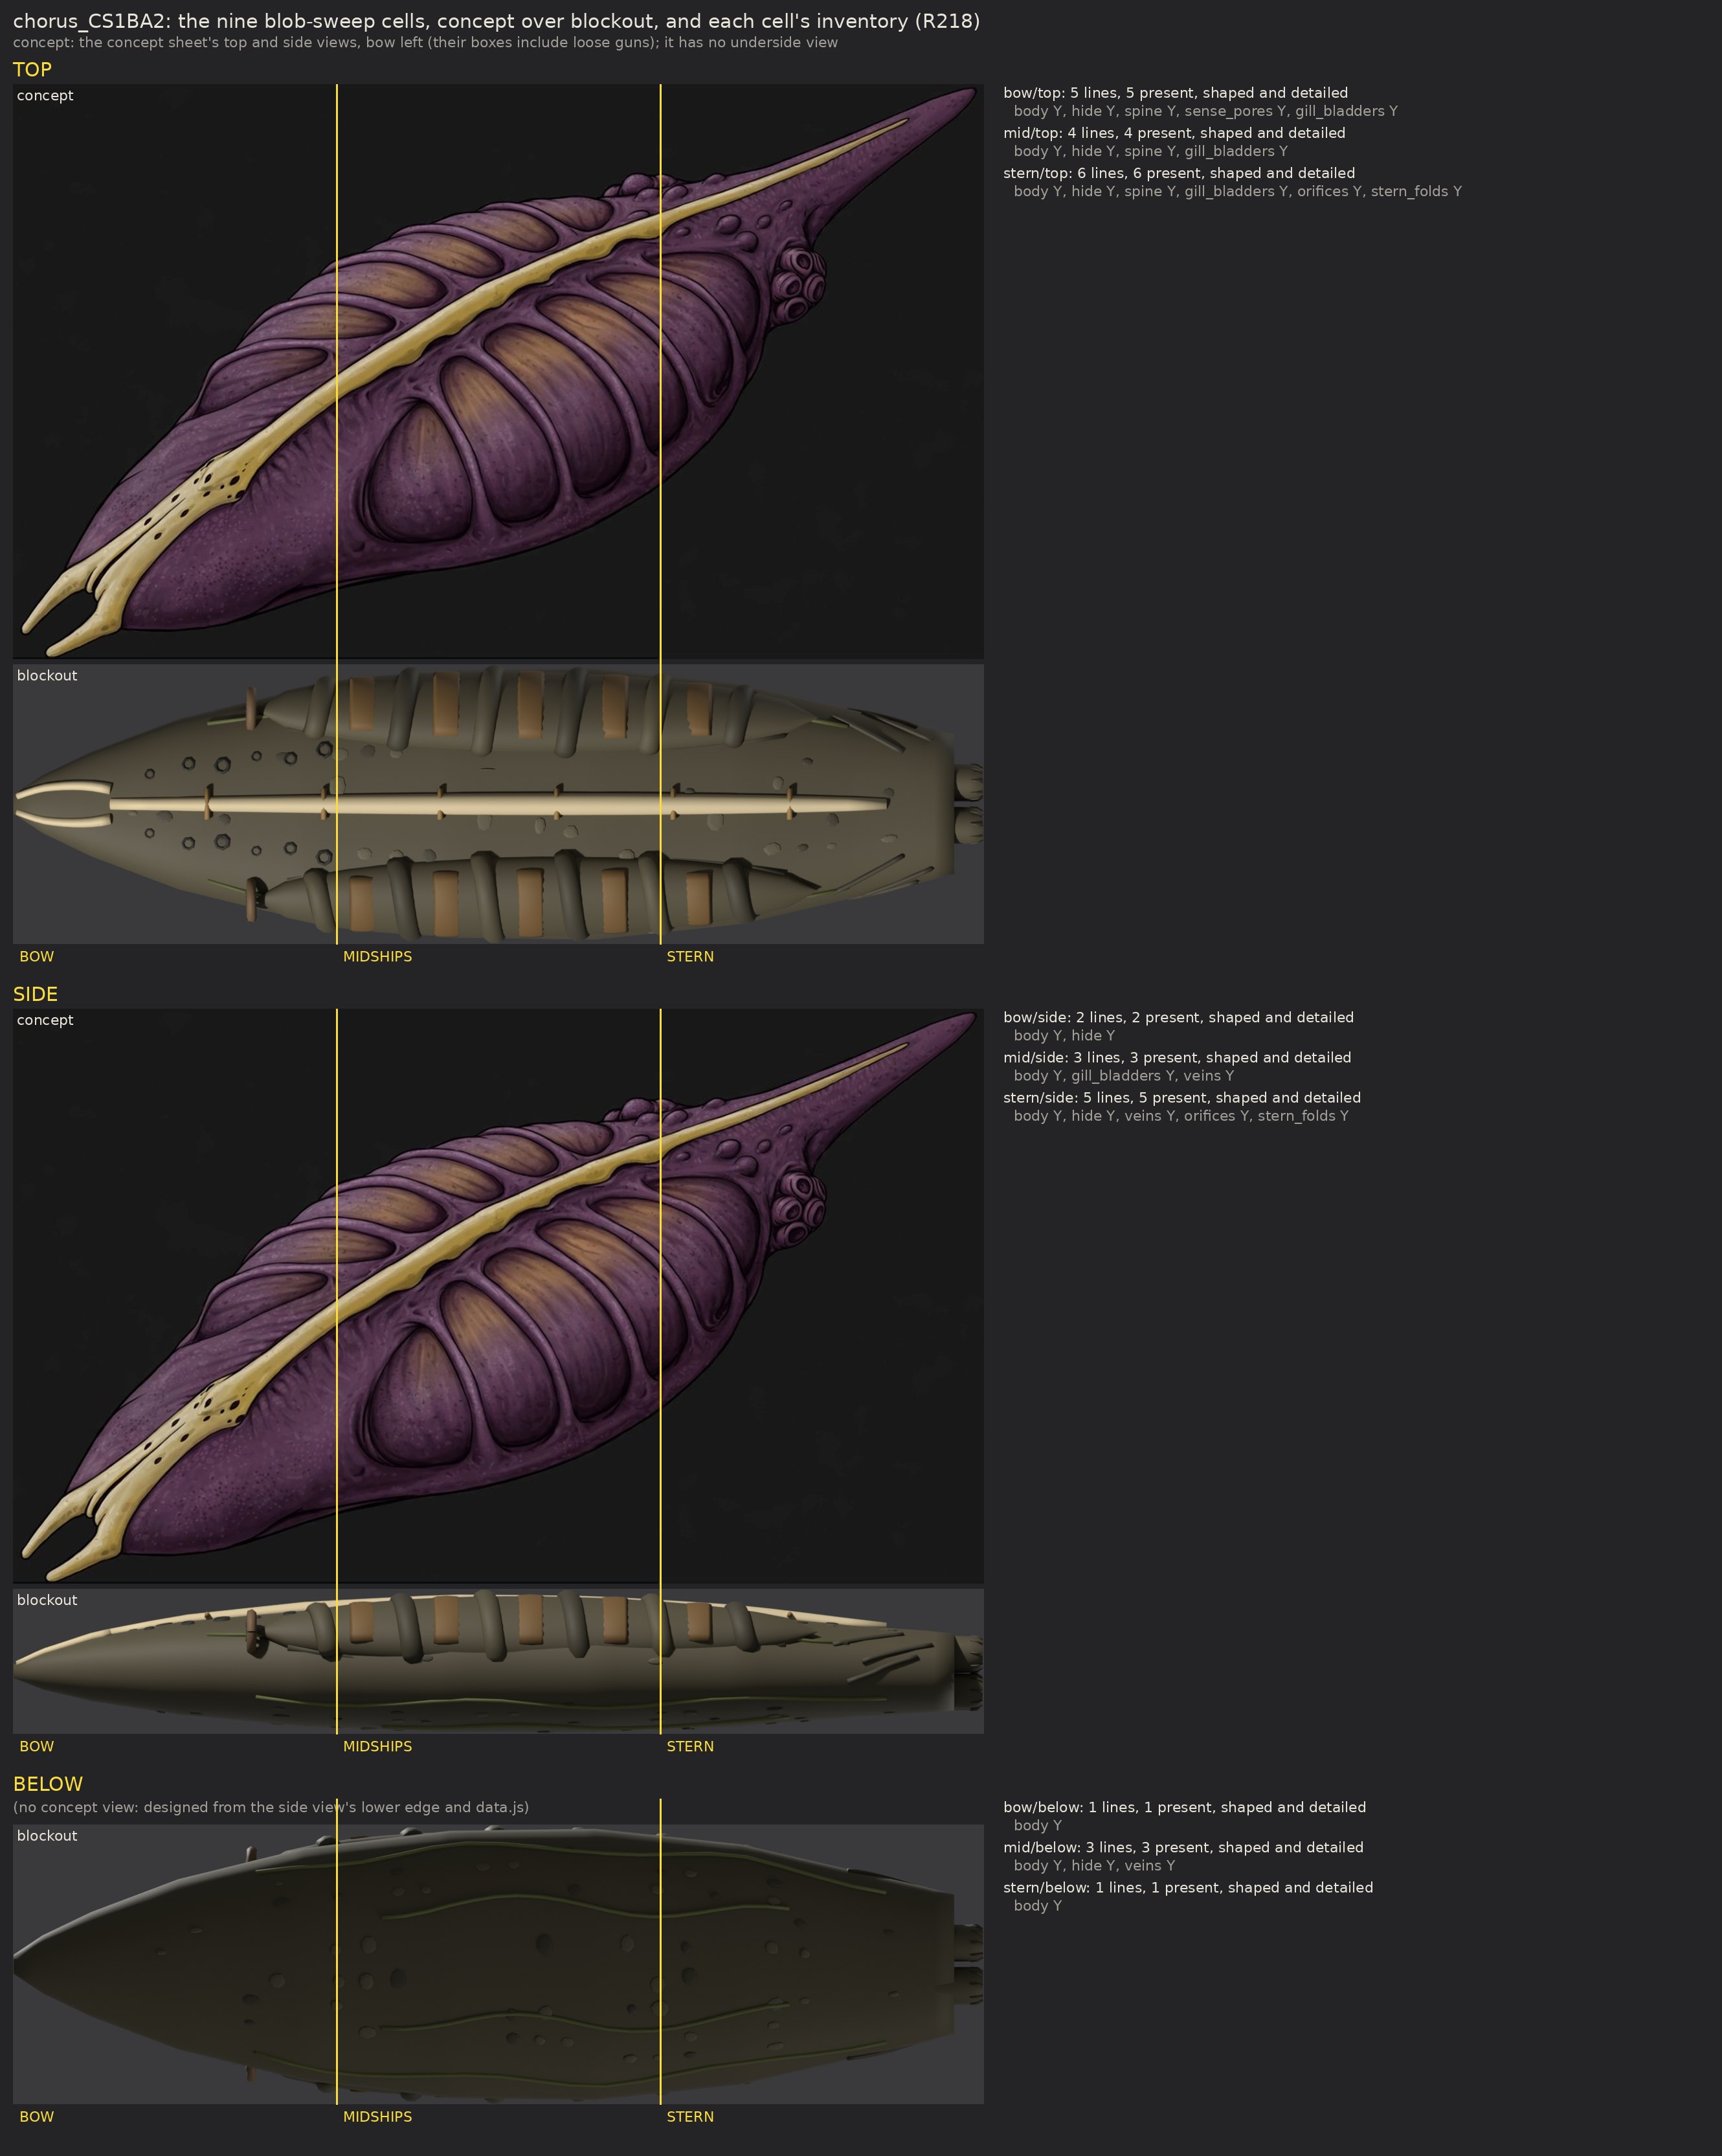 chorus_CS1BA2: the nine blob-sweep cells, concept over blockout, and each cell's inventory (R218)
concept: the concept sheet's top and side views, bow left (their boxes include loose guns); it has no underside view
TOP
concept
bow/top: 5 lines, 5 present, shaped and detailed
body Y, hide Y, spine Y, sense_pores Y, gill_bladders Y
mid/top: 4 lines, 4 present, shaped and detailed
body Y, hide Y, spine Y, gill_bladders Y
stern/top: 6 lines, 6 present, shaped and detailed
body Y, hide Y, spine Y, gill_bladders Y, orifices Y, stern_folds Y
blockout
BOW
MIDSHIPS
STERN
SIDE
concept
bow/side: 2 lines, 2 present, shaped and detailed
body Y, hide Y
mid/side: 3 lines, 3 present, shaped and detailed
body Y, gill_bladders Y, veins Y
stern/side: 5 lines, 5 present, shaped and detailed
body Y, hide Y, veins Y, orifices Y, stern_folds Y
blockout
BOW
MIDSHIPS
STERN
BELOW
(no concept view: designed from the side view's lower edge and data.js)
blockout
bow/below: 1 lines, 1 present, shaped and detailed
body Y
mid/below: 3 lines, 3 present, shaped and detailed
body Y, hide Y, veins Y
stern/below: 1 lines, 1 present, shaped and detailed
body Y
BOW
MIDSHIPS
STERN